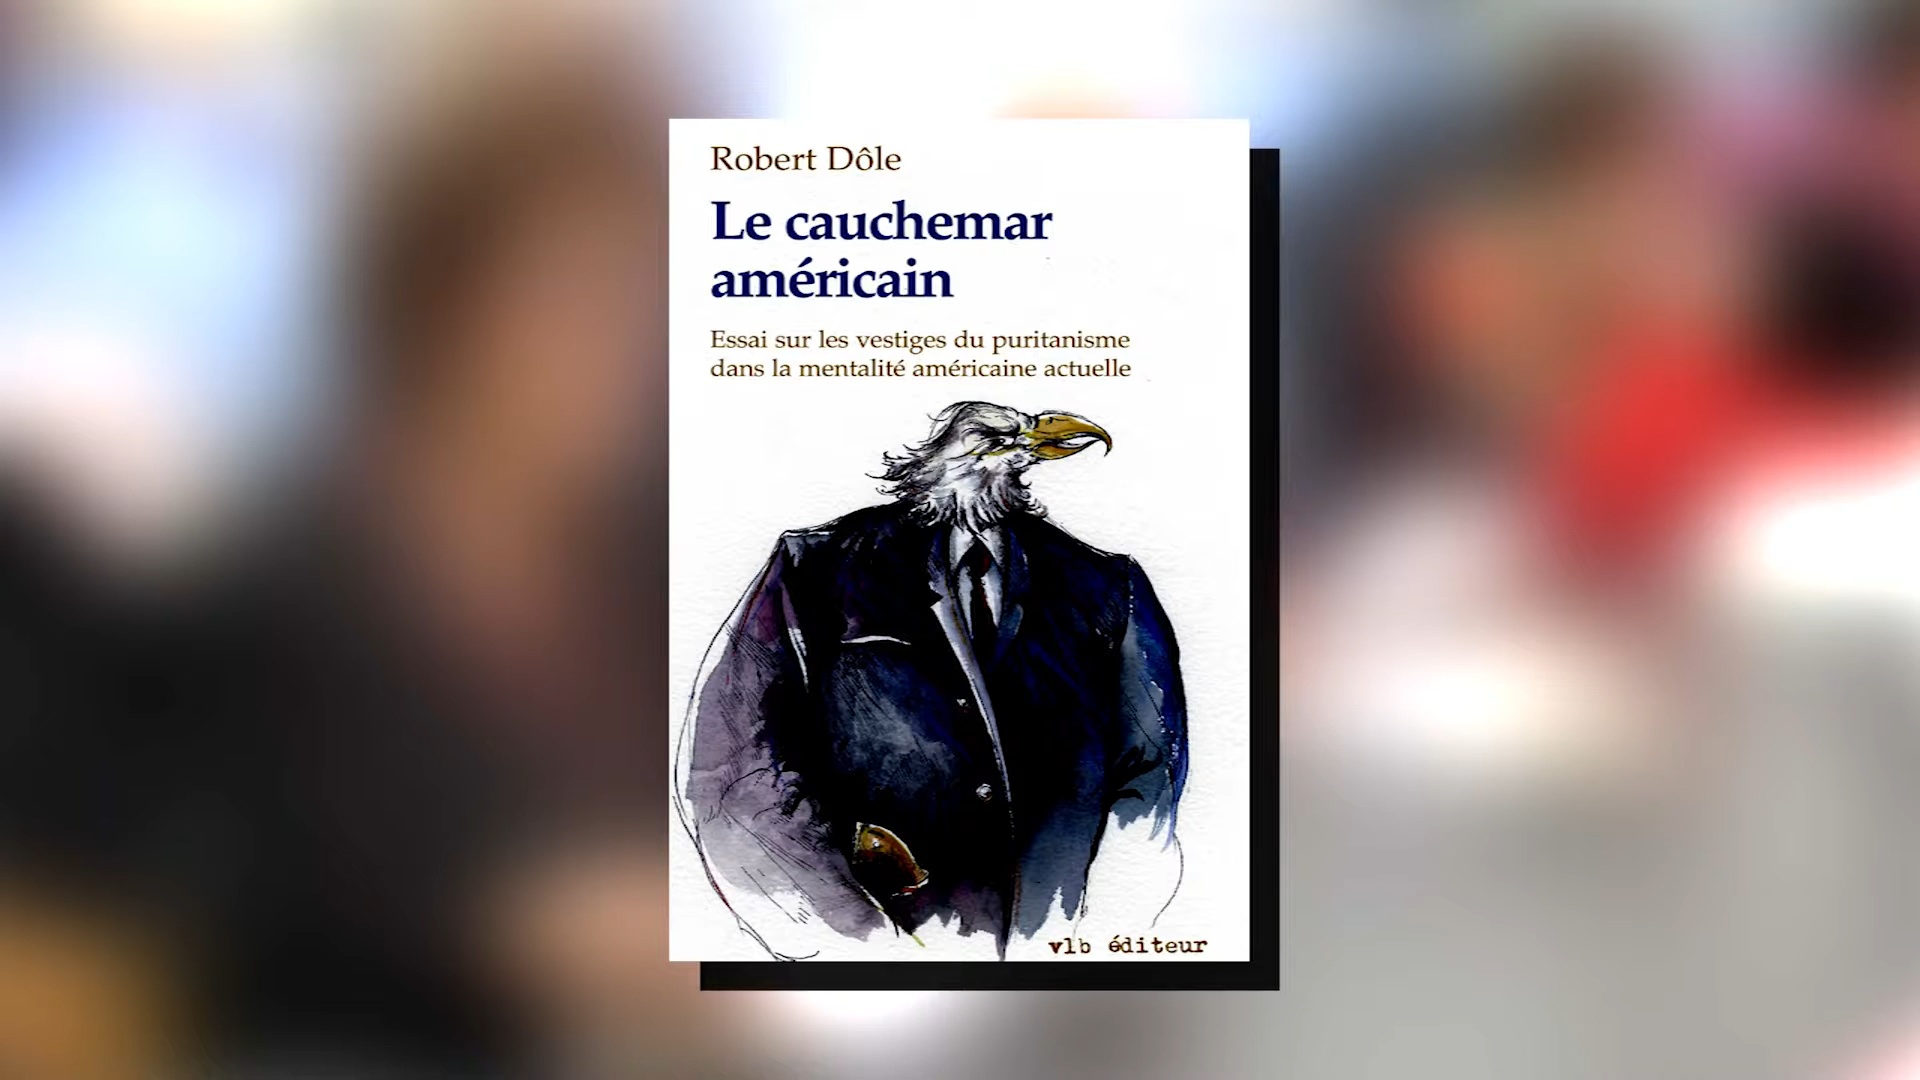 Robert Dôle
Le cauchemar
américain
Essai sur les vestiges du puritanisme
dans la mentalité américaine actuelle
vlb éditeur